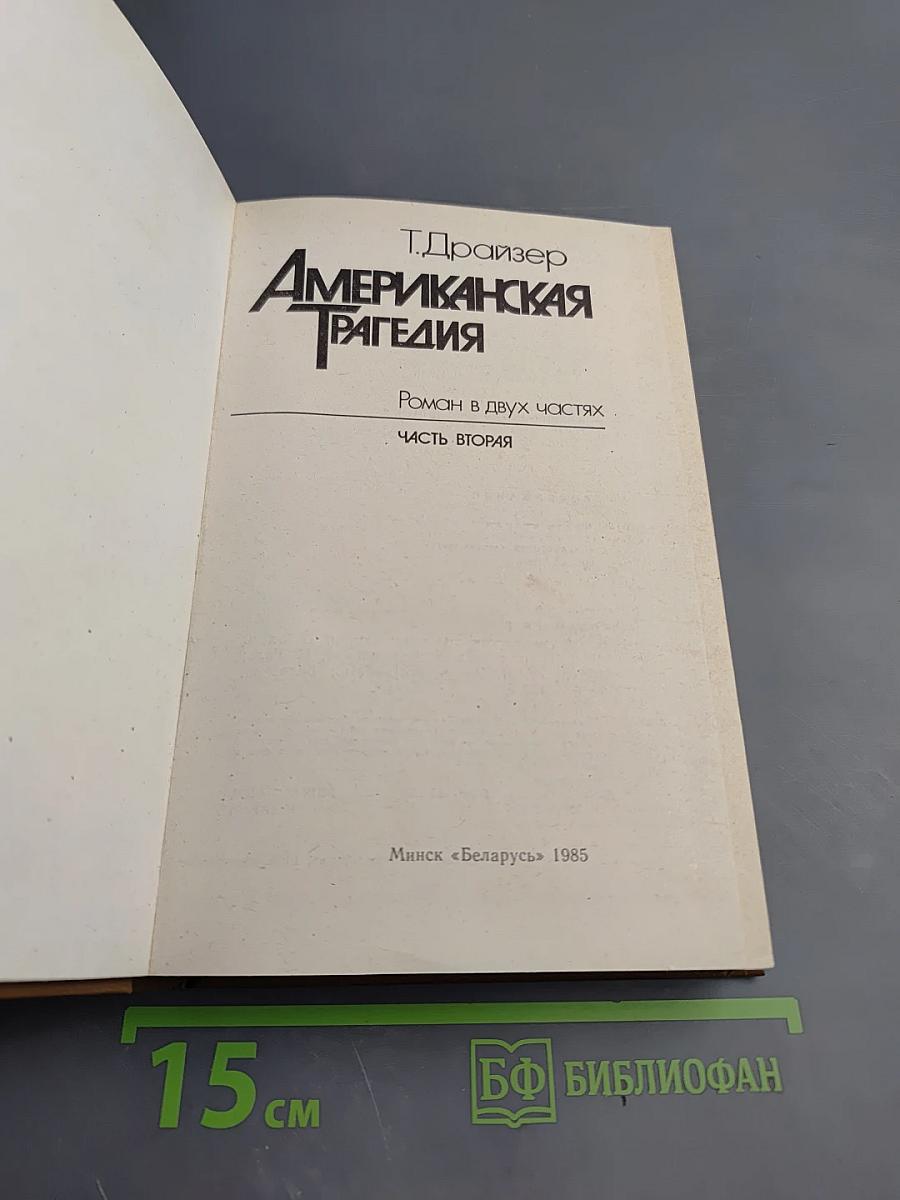 Т. Драйзер
Американская
Трагедия
Роман в двух частях
ЧАСТЬ ВТОРАЯ
Минск «Беларусь» 1985
15 см
БФ БИБЛИОФАН